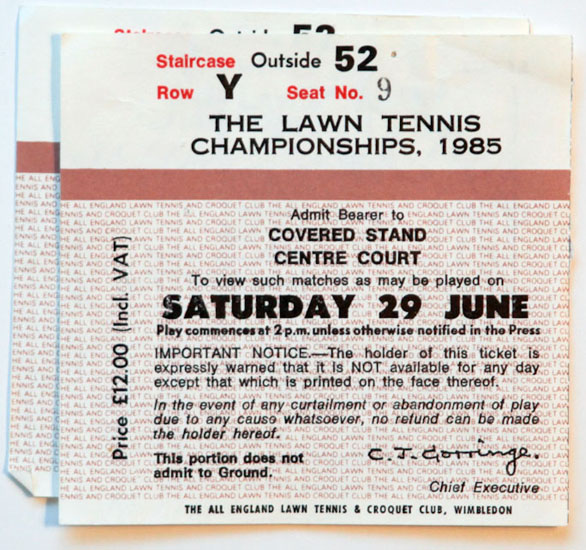 Staircase Outside 52
Row Y Seat No. 9
THE LAWN TENNIS
CHAMPIONSHIPS, 1985
Admit Bearer to
COVERED STAND
CENTRE COURT
To view such matches as may be played on
SATURDAY 29 JUNE
Play commences at 2 p.m. unless otherwise notified in the Press
IMPORTANT NOTICE.—The holder of this ticket is
expressly warned that it is NOT available for any day
except that which is printed on the face thereof.
In the event of any curtailment or abandonment of play
due to any cause whatsoever, no refund can be made
the holder hereof.
This portion does not
admit to Ground.
C. J. Gorringe.
Chief Executive
THE ALL ENGLAND LAWN TENNIS & CROQUET CLUB, WIMBLEDON
Price £12.00 (Incl. VAT)